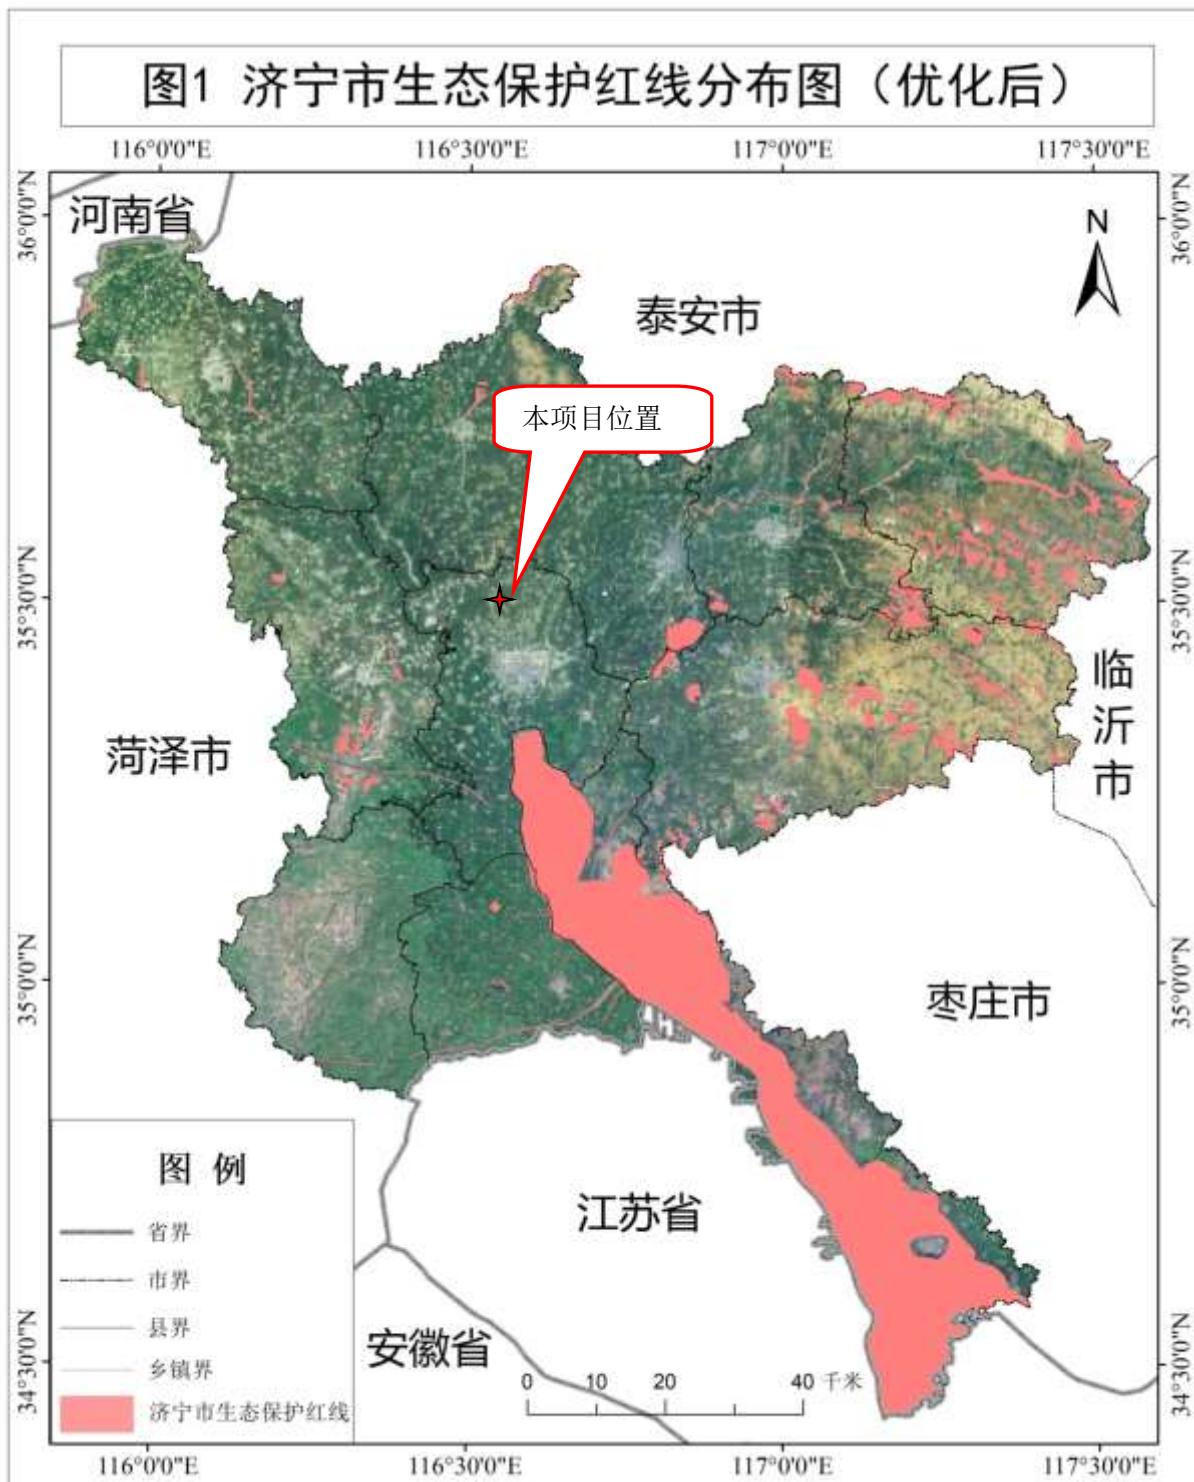 图1 济宁市生态保护红线分布图（优化后）
116°0'0"E
116°30'0"E
117°0'0"E
117°30'0"E
36°0'0"N
36°0'0"N
河南省
N
泰安市
本项目位置
35°30'0"N
35°30'0"N
临沂市
菏泽市
35°0'0"N
35°0'0"N
枣庄市
图 例
省界
市界
县界
乡镇界
济宁市生态保护红线
江苏省
安徽省
0 10 20 40 千米
34°30'0"N
34°30'0"N
116°0'0"E
116°30'0"E
117°0'0"E
117°30'0"E